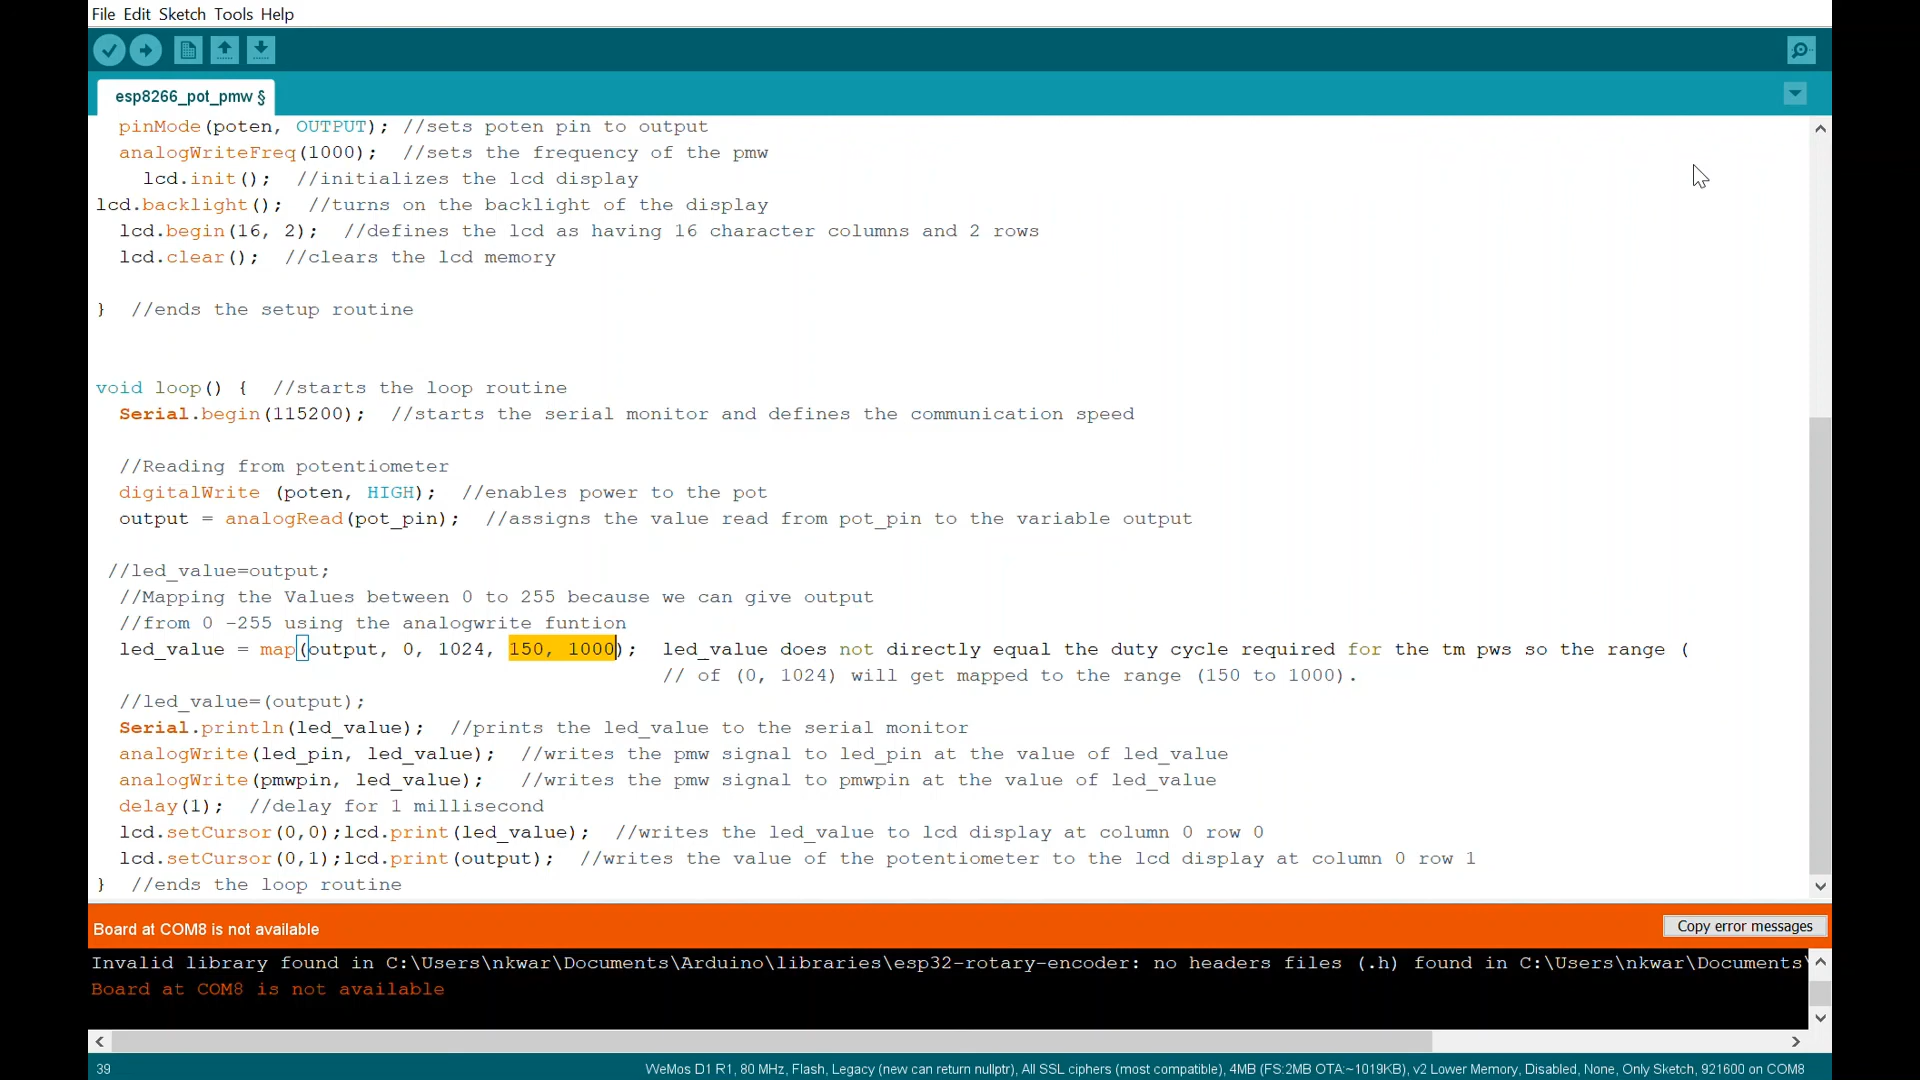 File Edit Sketch Tools Help
esp8266_pot_pmw §
pinMode(poten, OUTPUT); //sets poten pin to output
analogWriteFreq(1000);  //sets the frequency of the pmw
lcd.init();  //initializes the lcd display
lcd.backlight();  //turns on the backlight of the display
lcd.begin(16, 2);  //defines the lcd as having 16 character columns and 2 rows
lcd.clear();  //clears the lcd memory
}  //ends the setup routine
void loop() {  //starts the loop routine
Serial.begin(115200);  //starts the serial monitor and defines the communication speed
//Reading from potentiometer
digitalWrite (poten, HIGH);  //enables power to the pot
output = analogRead(pot_pin);  //assigns the value read from pot_pin to the variable output
//led_value=output;
//Mapping the Values between 0 to 255 because we can give output
//from 0 -255 using the analogwrite funtion
led_value = map(output, 0, 1024, 150, 1000);  led_value does not directly equal the duty cycle required for the tm pws so the range (
// of (0, 1024) will get mapped to the range (150 to 1000).
//led_value=(output);
Serial.println(led_value);  //prints the led_value to the serial monitor
analogWrite(led_pin, led_value);  //writes the pmw signal to led_pin at the value of led_value
analogWrite(pmwpin, led_value);   //writes the pmw signal to pmwpin at the value of led_value
delay(1);  //delay for 1 millisecond
lcd.setCursor(0,0);lcd.print(led_value);  //writes the led_value to lcd display at column 0 row 0
lcd.setCursor(0,1);lcd.print(output);  //writes the value of the potentiometer to the lcd display at column 0 row 1
}  //ends the loop routine
Board at COM8 is not available
Copy error messages
Invalid library found in C:\Users\nkwar\Documents\Arduino\libraries\esp32-rotary-encoder: no headers files (.h) found in C:\Users\nkwar\Documents\
Board at COM8 is not available
39
WeMos D1 R1, 80 MHz, Flash, Legacy (new can return nullptr), All SSL ciphers (most compatible), 4MB (FS:2MB OTA:~1019KB), v2 Lower Memory, Disabled, None, Only Sketch, 921600 on COM8